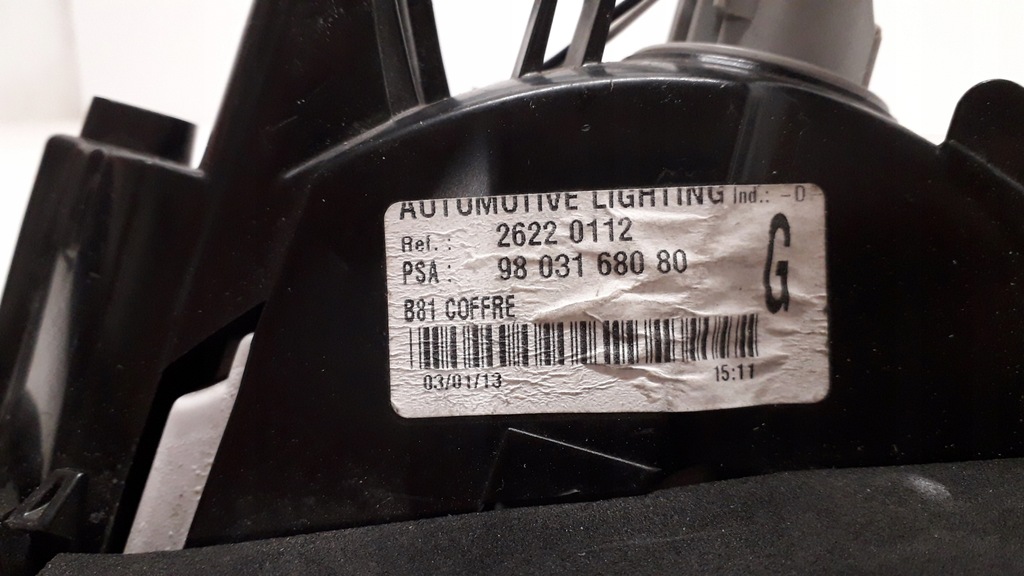 AUTOMOTIVE LIGHTING Ind.: -D
Ref.: 2622 0112
PSA: 98 031 680 80
G
B81 COFFRE
03/01/13 15:11